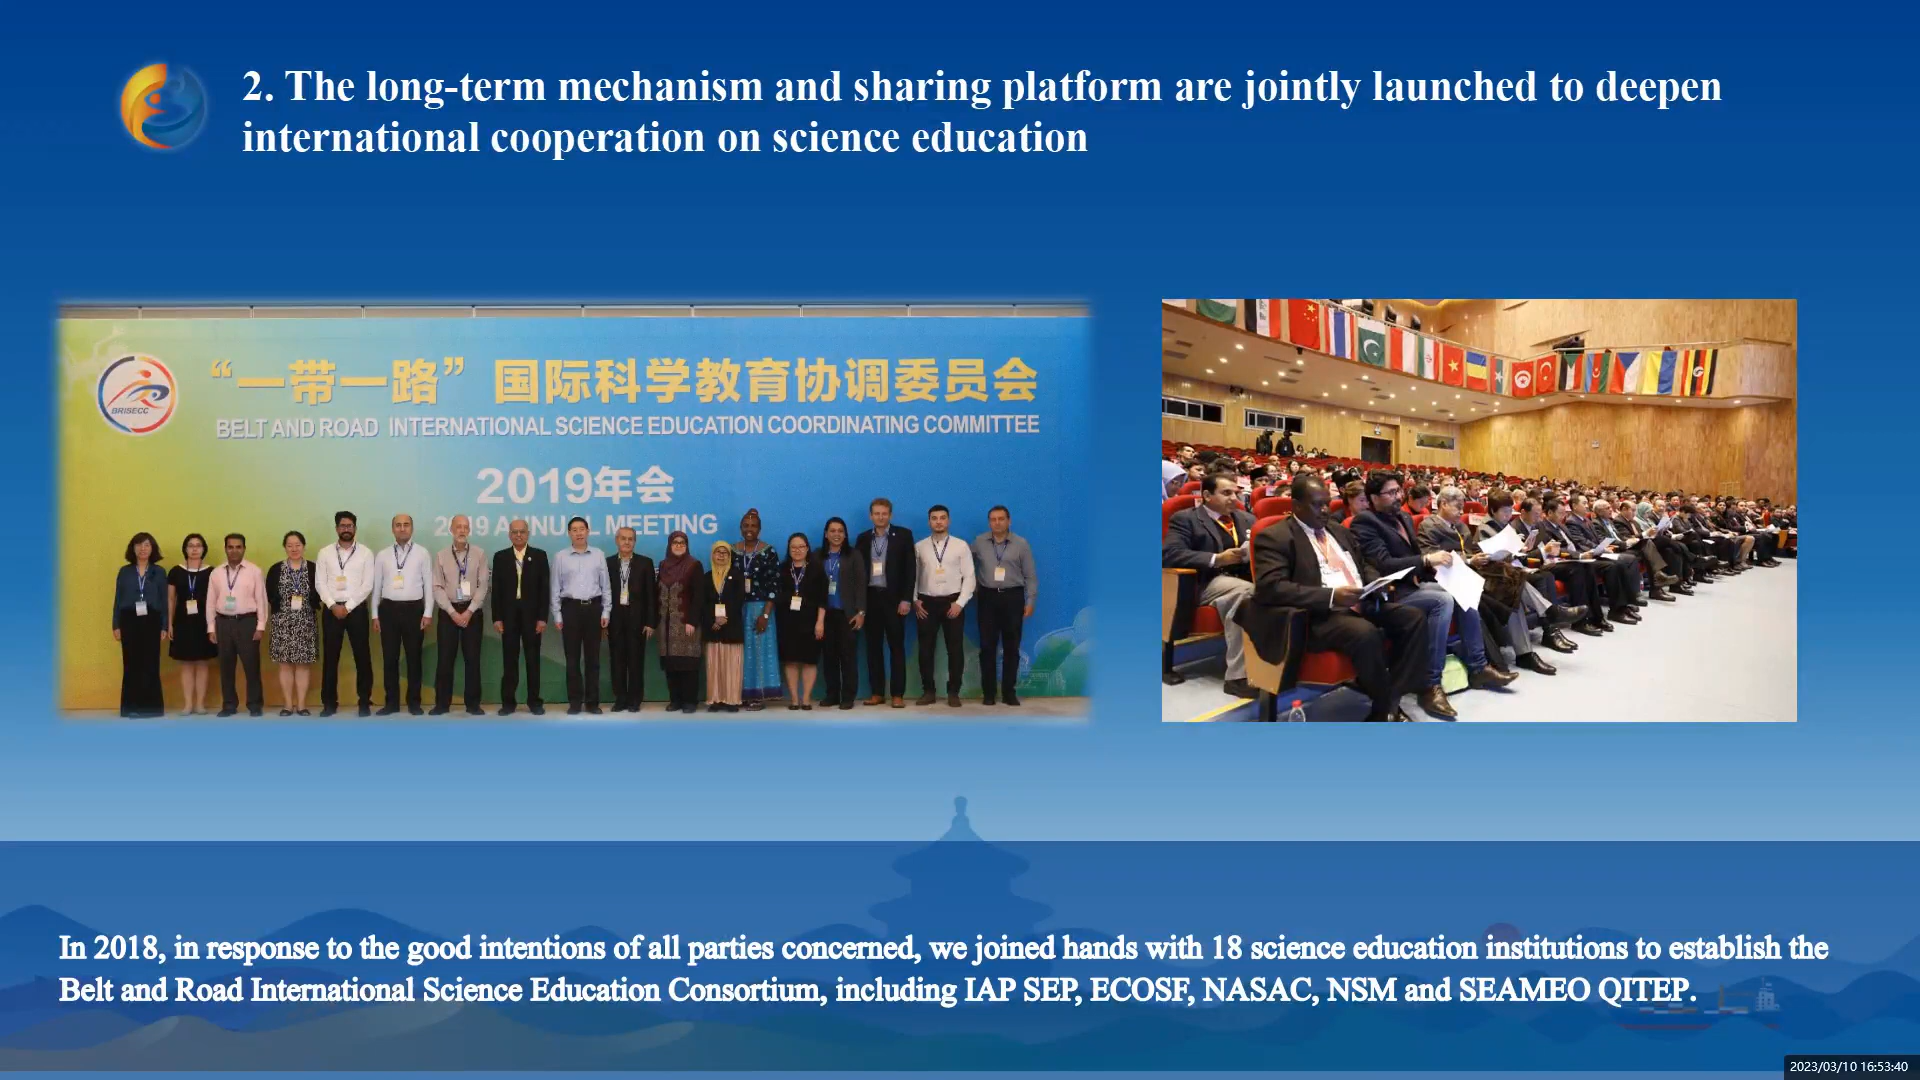 2. The long-term mechanism and sharing platform are jointly launched to deepen
international cooperation on science education
“一带一路” 国际科学教育协调委员会
BRISECC
BELT AND ROAD INTERNATIONAL SCIENCE EDUCATION COORDINATING COMMITTEE
2019年会
2019 ANNUAL MEETING
In 2018, in response to the good intentions of all parties concerned, we joined hands with 18 science education institutions to establish the
Belt and Road International Science Education Consortium, including IAP SEP, ECOSF, NASAC, NSM and SEAMEO QITEP.
2023/03/10 16:53:40